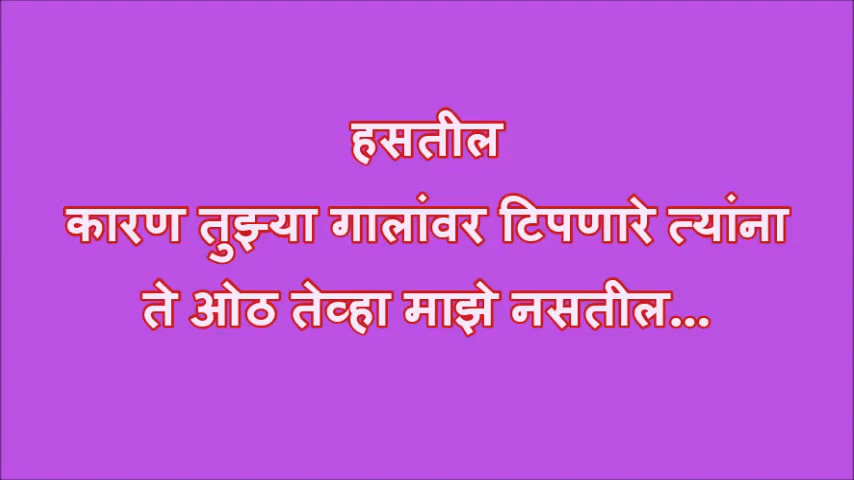 हसतील
कारण तुझ्या गालांवर टिपणारे त्यांना
ते ओठ तेव्हा माझे नसतील...